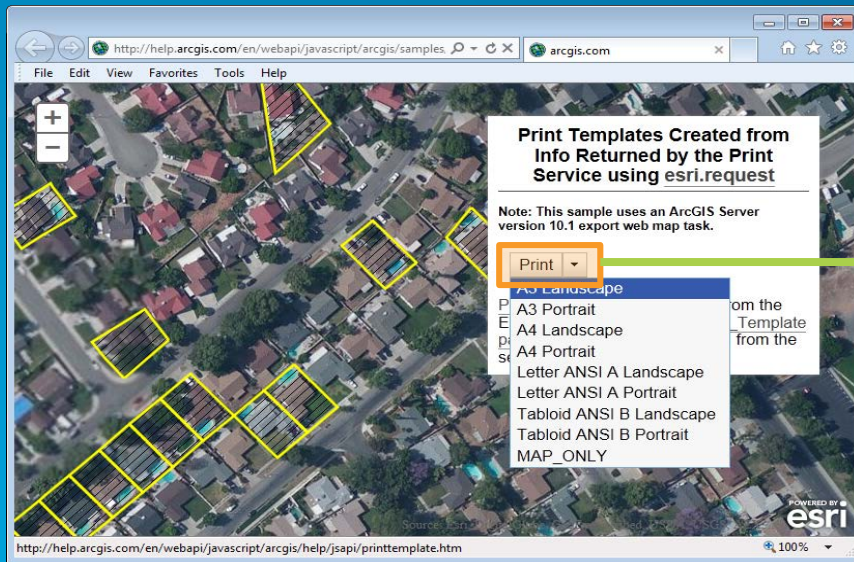 http://help.arcgis.com/en/webapi/javascript/arcgis/samples
arcgis.com
File Edit View Favorites Tools Help
+
−
Print Templates Created from
Info Returned by the Print
Service using esri.request
Note: This sample uses an ArcGIS Server
version 10.1 export web map task.
Print
A3 Landscape
A3 Portrait
om the
A4 Landscape
_Template
A4 Portrait
from the
Letter ANSI A Landscape
Letter ANSI A Portrait
Tabloid ANSI B Landscape
Tabloid ANSI B Portrait
MAP_ONLY
POWERED BY
esri
http://help.arcgis.com/en/webapi/javascript/arcgis/help/jsapi/printtemplate.htm
100%